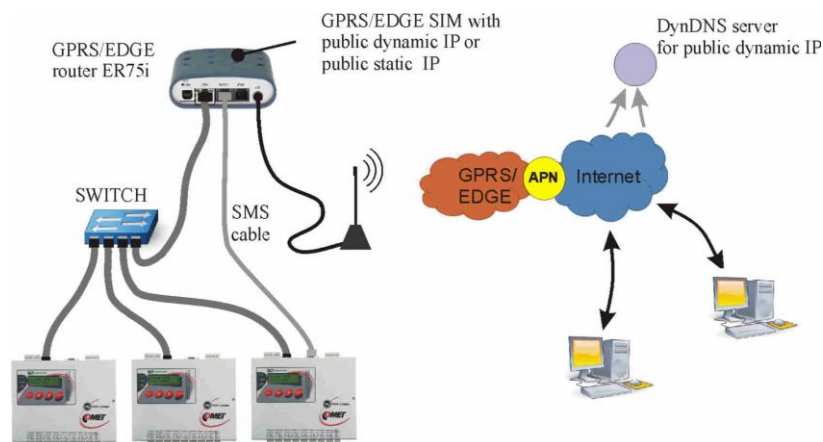 GPRS/EDGE
router ER75i
GPRS/EDGE SIM with
public dynamic IP or
public static IP
DynDNS server
for public dynamic IP
SWITCH
SMS
cable
GPRS/
EDGE
APN
Internet